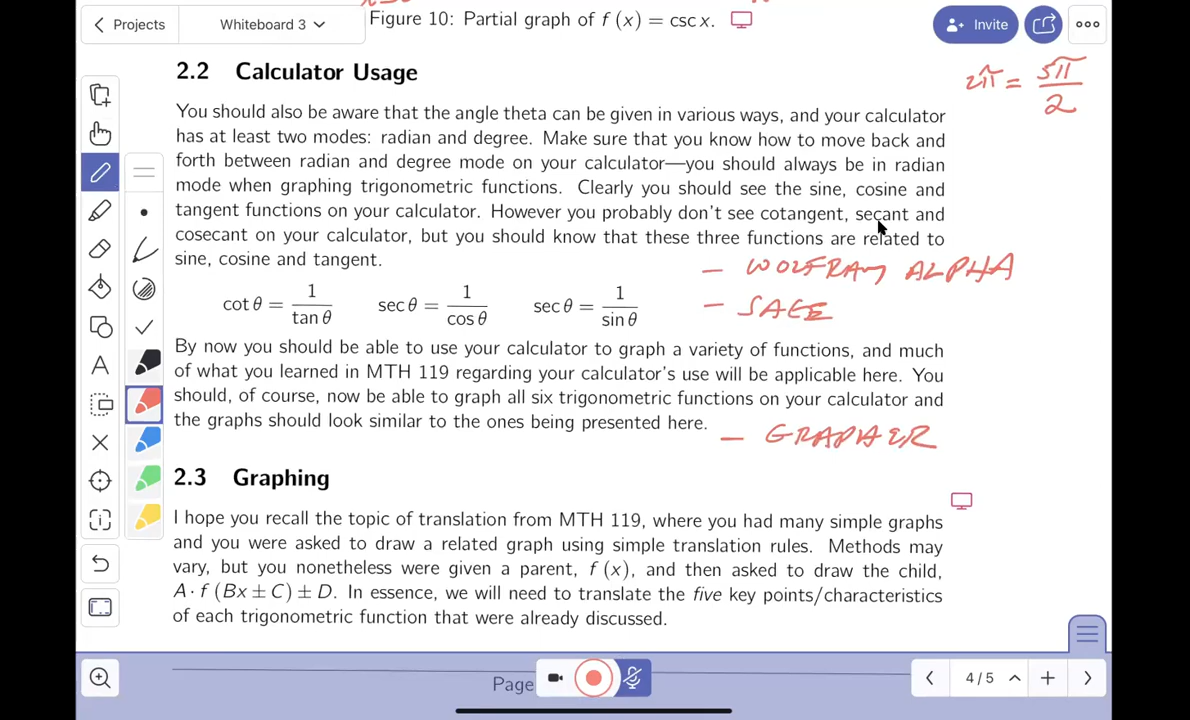 Projects
Whiteboard 3
Figure 10: Partial graph of f (x) = csc x.
Invite
2π = 5π/2
2.2 Calculator Usage
You should also be aware that the angle theta can be given in various ways, and your calculator
has at least two modes: radian and degree. Make sure that you know how to move back and
forth between radian and degree mode on your calculator—you should always be in radian
mode when graphing trigonometric functions. Clearly you should see the sine, cosine and
tangent functions on your calculator. However you probably don't see cotangent, secant and
cosecant on your calculator, but you should know that these three functions are related to
sine, cosine and tangent.
– WOLFRAM ALPHA
cot θ = 1/tan θ sec θ = 1/cos θ sec θ = 1/sin θ
– SAGE
By now you should be able to use your calculator to graph a variety of functions, and much
of what you learned in MTH 119 regarding your calculator's use will be applicable here. You
should, of course, now be able to graph all six trigonometric functions on your calculator and
the graphs should look similar to the ones being presented here.
– GRAPHER
2.3 Graphing
I hope you recall the topic of translation from MTH 119, where you had many simple graphs
and you were asked to draw a related graph using simple translation rules. Methods may
vary, but you nonetheless were given a parent, f (x), and then asked to draw the child,
A · f (Bx ± C) ± D. In essence, we will need to translate the five key points/characteristics
of each trigonometric function that were already discussed.
Page
4 / 5